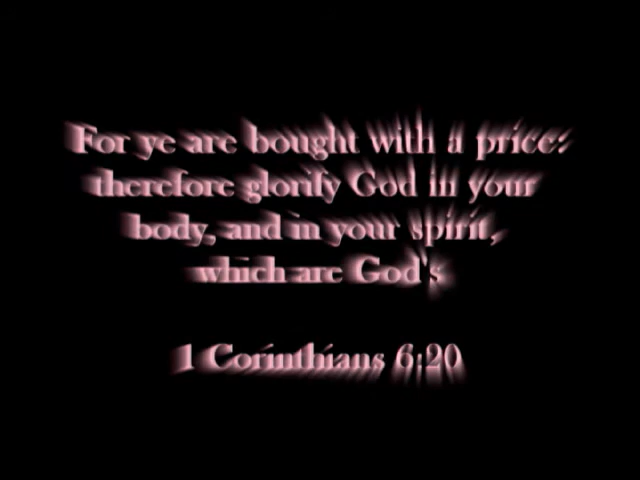 For ye are bought with a price:
therefore glorify God in your
body, and in your spirit,
which are God's
1 Corinthians 6:20